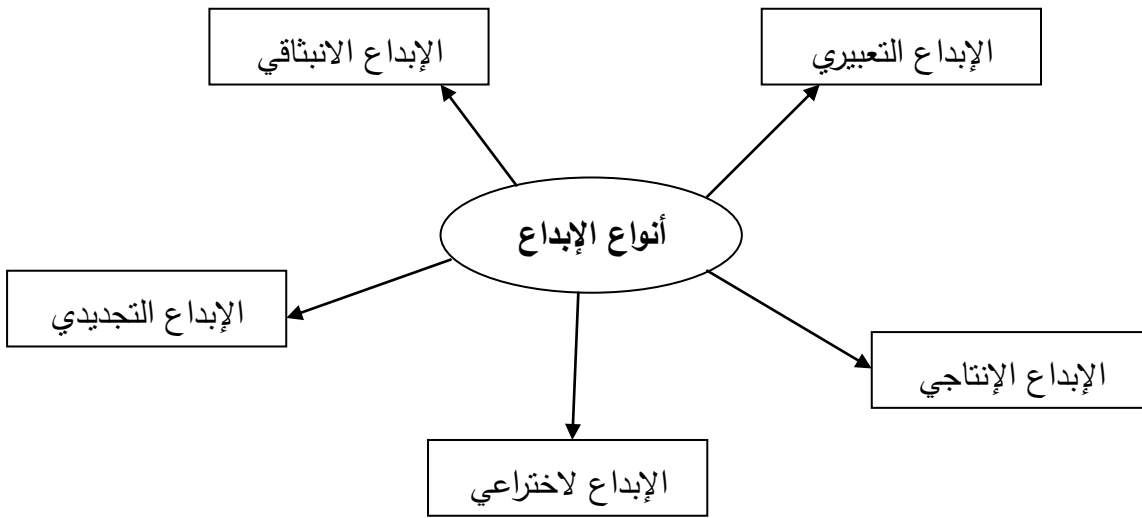 الإبداع التعبيري
الإبداع الانبثاقي
أنواع الإبداع
الإبداع التجديدي
الإبداع الإنتاجي
الإبداع لاختراعي